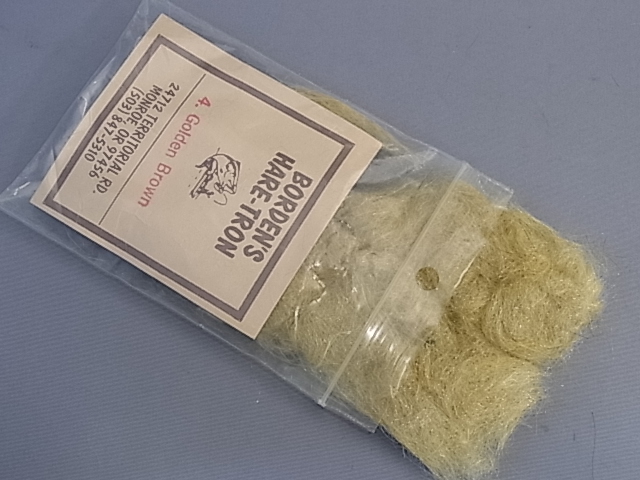 BORDEN'S
HARE-TRON
4. Golden Brown
24712 TERRITORIAL RD.
MONROE, OR 97456
(503) 847-5310